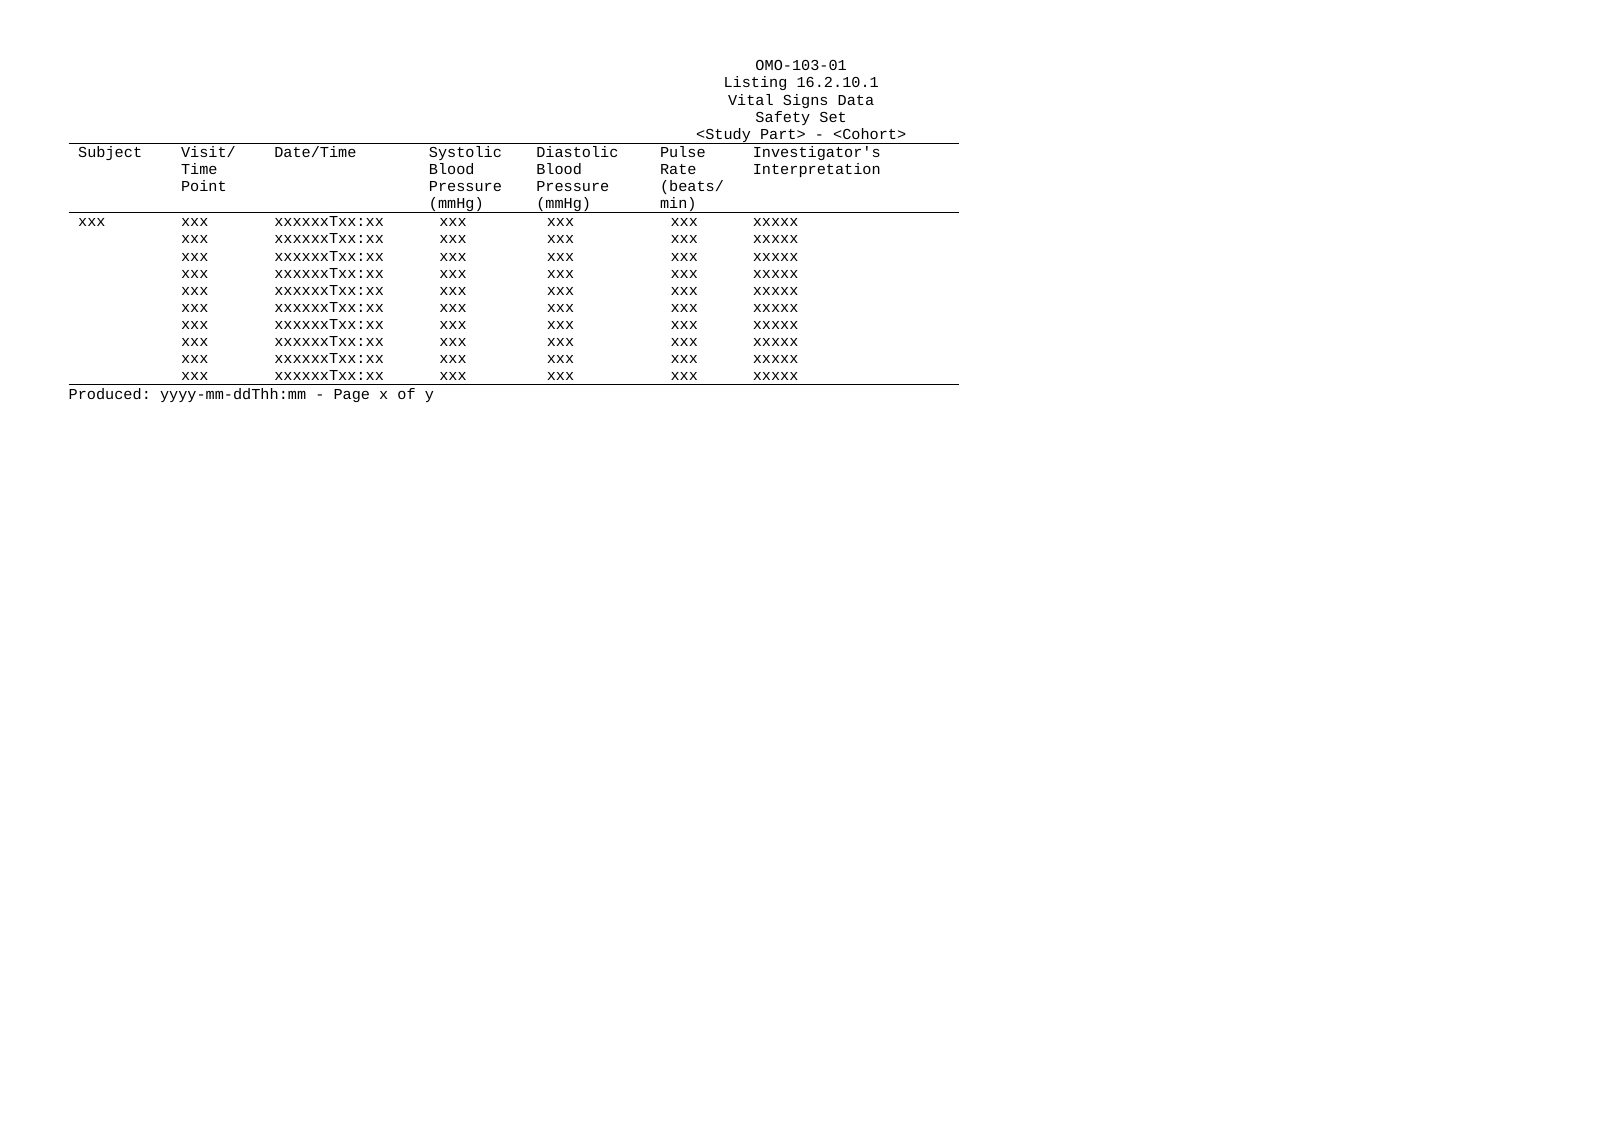 OMO-103-01
Listing 16.2.10.1
Vital Signs Data
Safety Set
<Study Part> - <Cohort>
Subject Visit/ Date/Time Systolic Diastolic Pulse Investigator's
Time Blood Blood Rate Interpretation
Point Pressure Pressure (beats/
(mmHg) (mmHg) min)
xxx xxx xxxxxxTxx:xx xxx xxx xxx xxxxx
xxx xxxxxxTxx:xx xxx xxx xxx xxxxx
xxx xxxxxxTxx:xx xxx xxx xxx xxxxx
xxx xxxxxxTxx:xx xxx xxx xxx xxxxx
xxx xxxxxxTxx:xx xxx xxx xxx xxxxx
xxx xxxxxxTxx:xx xxx xxx xxx xxxxx
xxx xxxxxxTxx:xx xxx xxx xxx xxxxx
xxx xxxxxxTxx:xx xxx xxx xxx xxxxx
xxx xxxxxxTxx:xx xxx xxx xxx xxxxx
xxx xxxxxxTxx:xx xxx xxx xxx xxxxx
Produced: yyyy-mm-ddThh:mm - Page x of y